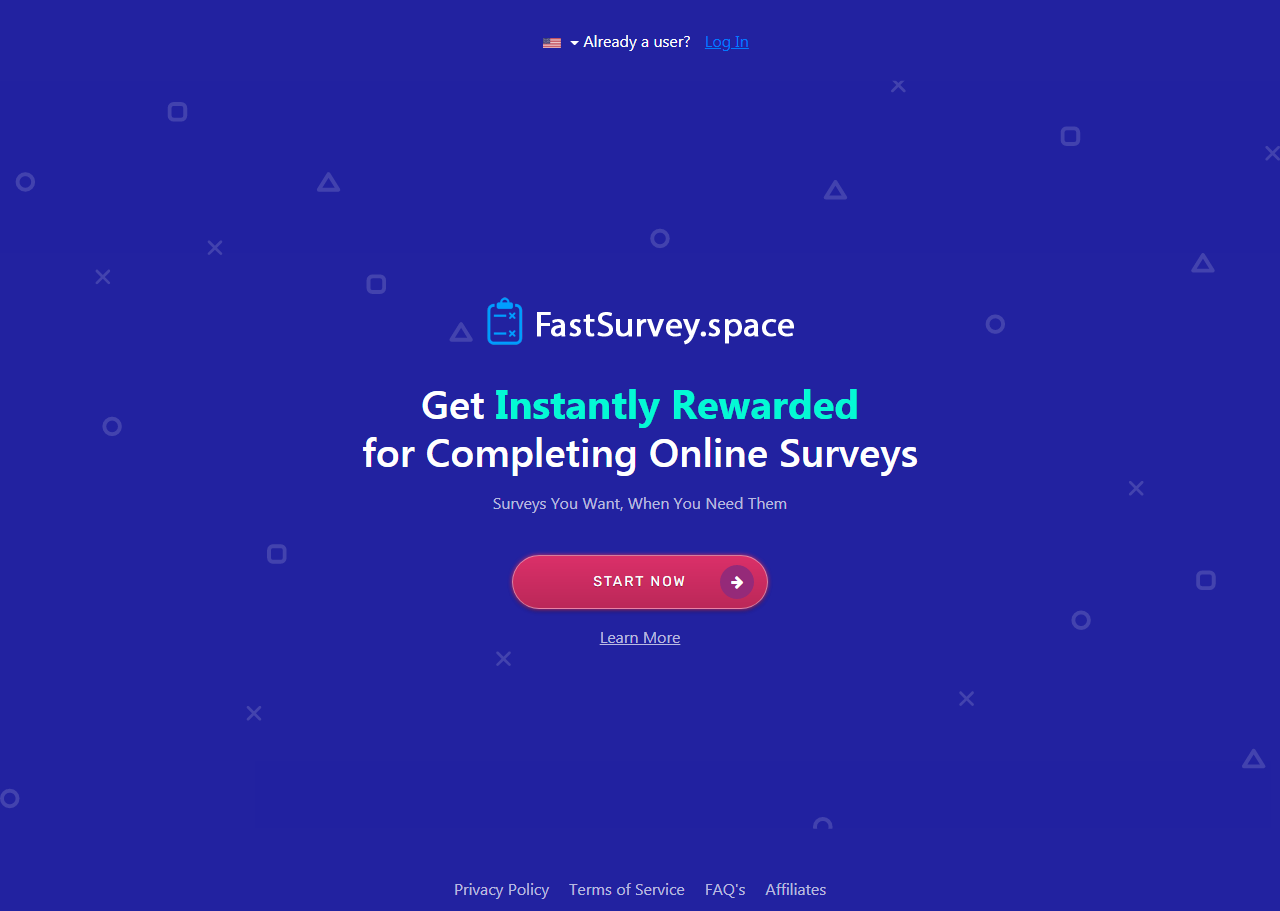 Already a user? Log In
FastSurvey.space
Get Instantly Rewarded
for Completing Online Surveys
Surveys You Want, When You Need Them
START NOW
Learn More
Privacy Policy Terms of Service FAQ's Affiliates